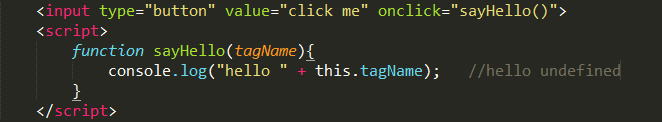 <input type="button" value="click me" onclick="sayHello()">
<script>
function sayHello(tagName){
console.log("hello " + this.tagName);   //hello undefined
}
</script>